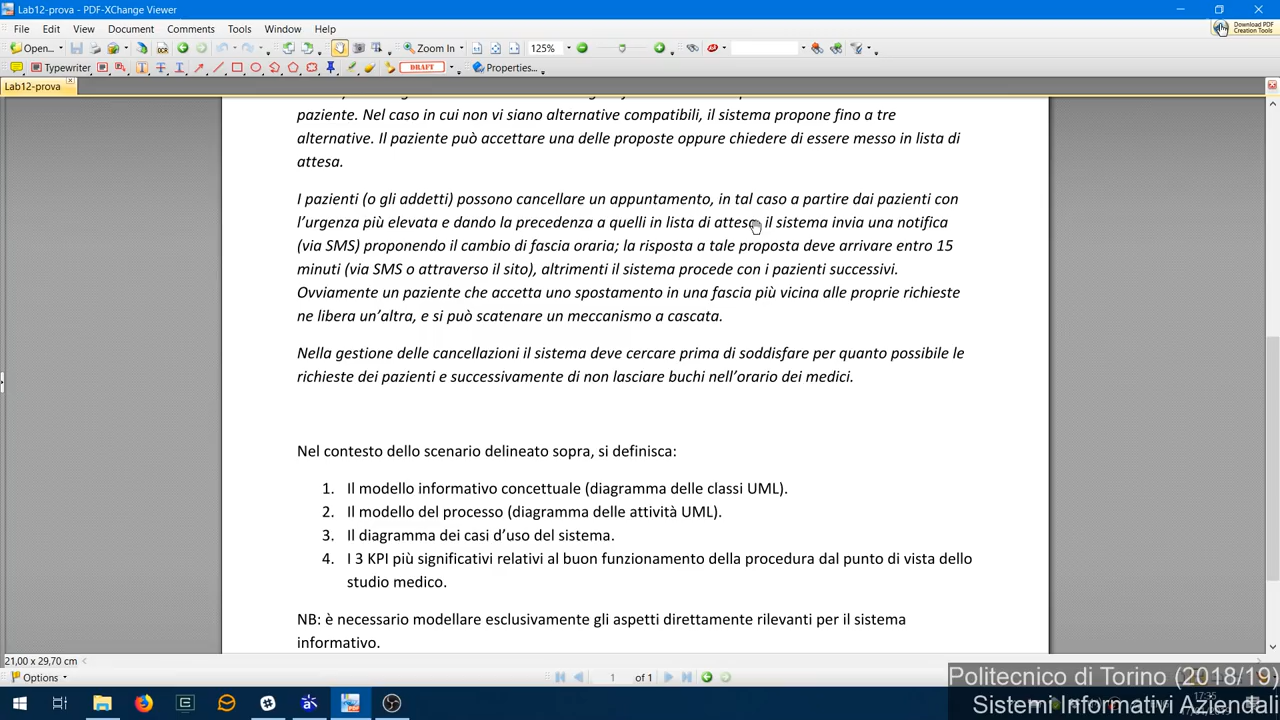 Lab12-prova - PDF-XChange Viewer
File Edit View Document Comments Tools Window Help
Download PDF
Creation Tools
Open... Zoom In 125%
Typewriter DRAFT Properties...
Lab12-prova
paziente. Nel caso in cui non vi siano alternative compatibili, il sistema propone fino a tre
alternative. Il paziente può accettare una delle proposte oppure chiedere di essere messo in lista di
attesa.
I pazienti (o gli addetti) possono cancellare un appuntamento, in tal caso a partire dai pazienti con
l'urgenza più elevata e dando la precedenza a quelli in lista di attesa il sistema invia una notifica
(via SMS) proponendo il cambio di fascia oraria; la risposta a tale proposta deve arrivare entro 15
minuti (via SMS o attraverso il sito), altrimenti il sistema procede con i pazienti successivi.
Ovviamente un paziente che accetta uno spostamento in una fascia più vicina alle proprie richieste
ne libera un'altra, e si può scatenare un meccanismo a cascata.
Nella gestione delle cancellazioni il sistema deve cercare prima di soddisfare per quanto possibile le
richieste dei pazienti e successivamente di non lasciare buchi nell'orario dei medici.
Nel contesto dello scenario delineato sopra, si definisca:
1. Il modello informativo concettuale (diagramma delle classi UML).
2. Il modello del processo (diagramma delle attività UML).
3. Il diagramma dei casi d'uso del sistema.
4. I 3 KPI più significativi relativi al buon funzionamento della procedura dal punto di vista dello
studio medico.
NB: è necessario modellare esclusivamente gli aspetti direttamente rilevanti per il sistema
informativo.
21,00 x 29,70 cm
Options 1 of 1
Politecnico di Torino (2018/19)
17:35
Sistemi Informativi Aziendali